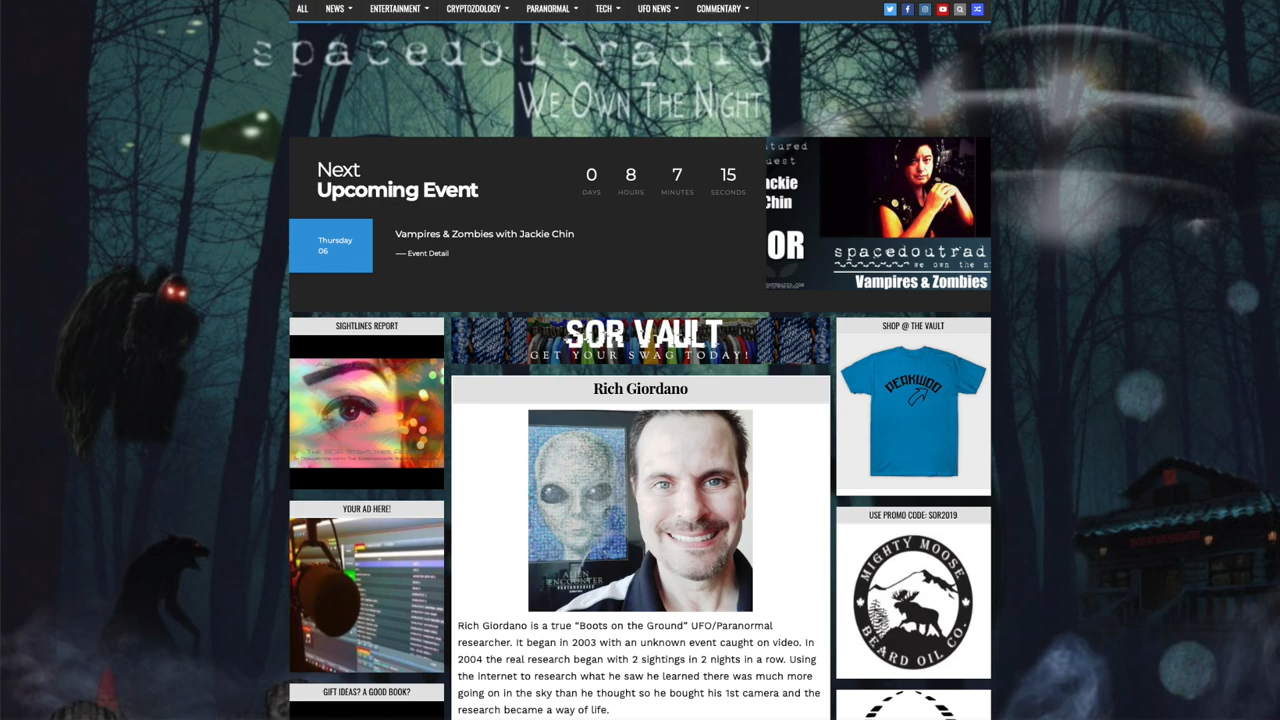 ALL NEWS ENTERTAINMENT CRYPTOZOOLOGY PARANORMAL TECH UFO NEWS COMMENTARY
spacedoutradio
WE OWN THE NIGHT
Next
Upcoming Event
0 8 7 15
DAYS HOURS MINUTES SECONDS
Thursday
06
Vampires & Zombies with Jackie Chin
Event Detail
tured
uest
ackie
Chin
OR
spacedoutrad
we own the n
Vampires & Zombies
SIGHTLINES REPORT
YOUR AD HERE!
GIFT IDEAS? A GOOD BOOK?
SOR VAULT
GET YOUR SWAG TODAY!
Rich Giordano
ALIEN
ENCOUNTER
Rich Giordano is a true “Boots on the Ground” UFO/Paranormal
researcher. It began in 2003 with an unknown event caught on video. In
2004 the real research began with 2 sightings in 2 nights in a row. Using
the internet to research what he saw he learned there was much more
going on in the sky than he thought so he bought his 1st camera and the
research became a way of life.
SHOP @ THE VAULT
PEAKWOO
USE PROMO CODE: SOR2019
MIGHTY MOOSE
BEARD OIL CO.